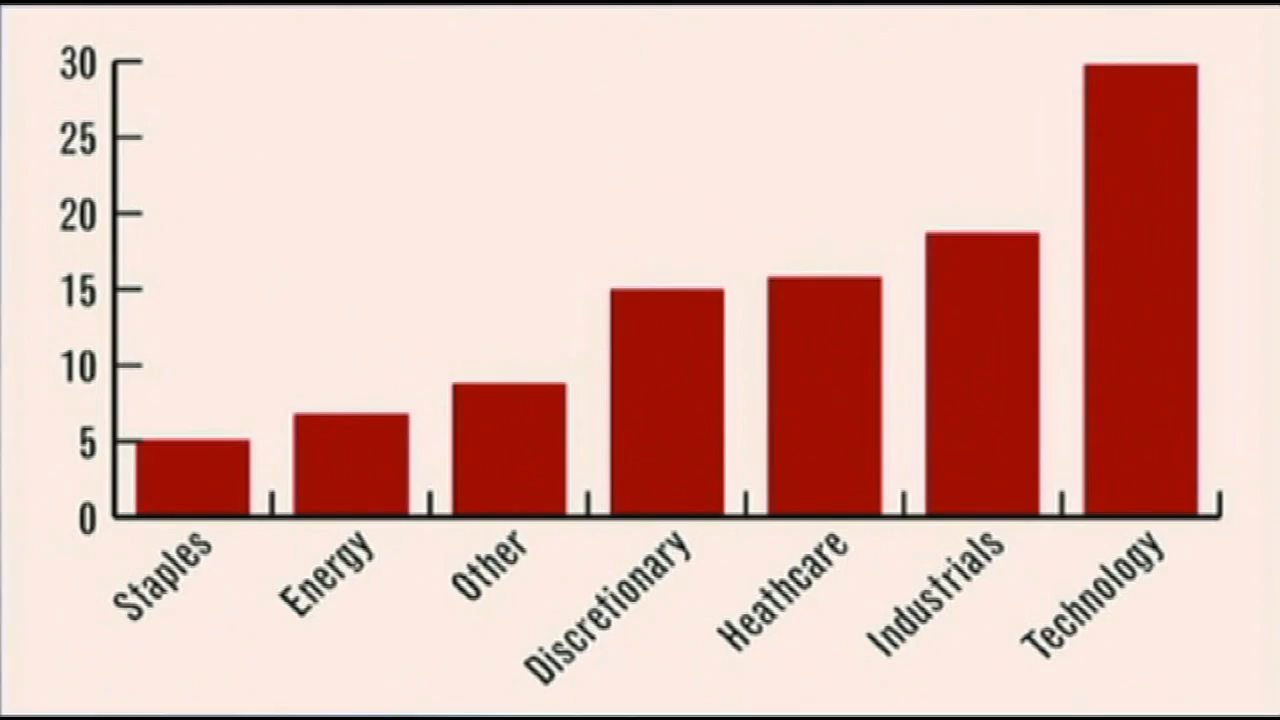 30
25
20
15
10
5
0
Staples
Energy
Other
Discretionary
Heathcare
Industrials
Technology